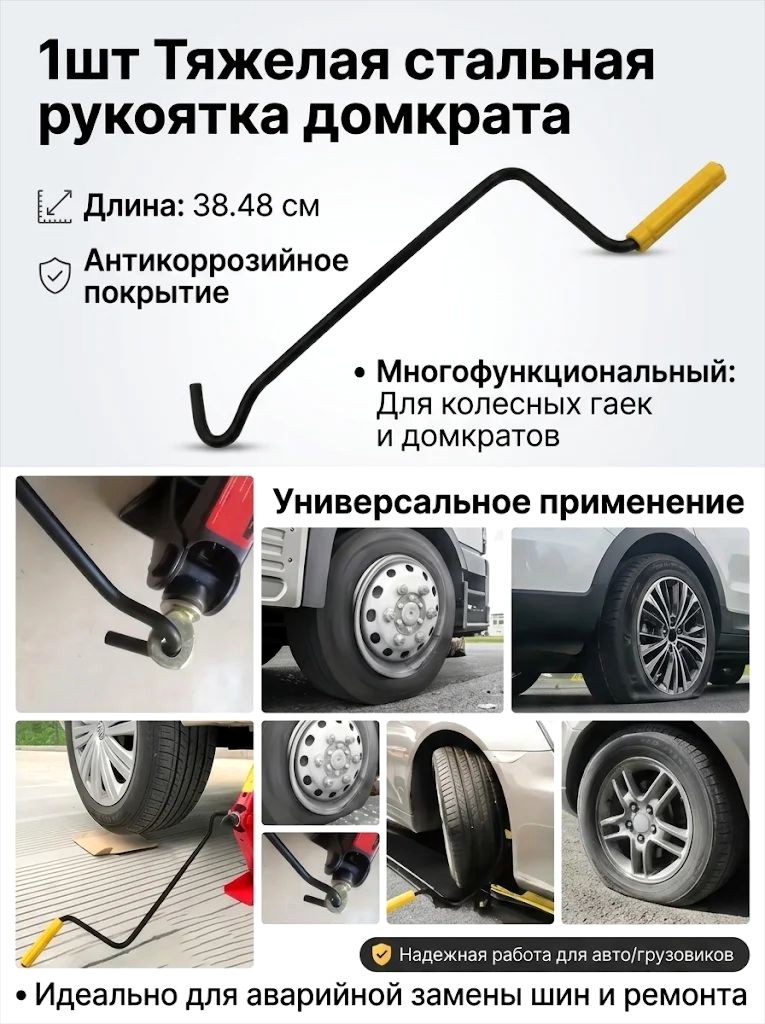 1шт Тяжелая стальная
рукоятка домкрата
Длина: 38.48 см
Антикоррозийное
покрытие
• Многофункциональный:
Для колесных гаек
и домкратов
Универсальное применение
Надежная работа для авто/грузовиков
• Идеально для аварийной замены шин и ремонта